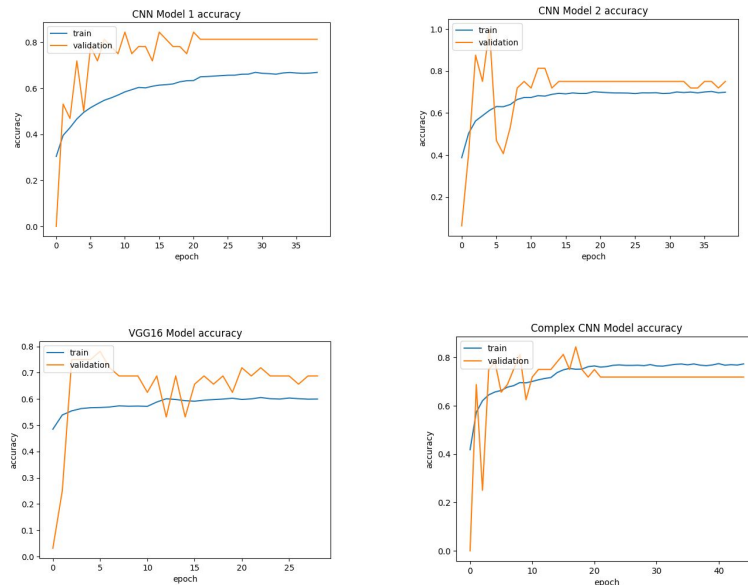 CNN Model 1 accuracy
train
validation
0.8
0.6
0.4
0.2
0.0
accuracy
0 5 10 15 20 25 30 35
epoch
CNN Model 2 accuracy
train
validation
1.0
0.8
0.6
0.4
0.2
accuracy
0 5 10 15 20 25 30 35
epoch
VGG16 Model accuracy
train
validation
0.8
0.7
0.6
0.5
0.4
0.3
0.2
0.1
0.0
accuracy
0 5 10 15 20 25
epoch
Complex CNN Model accuracy
train
validation
0.8
0.6
0.4
0.2
0.0
accuracy
0 10 20 30 40
epoch